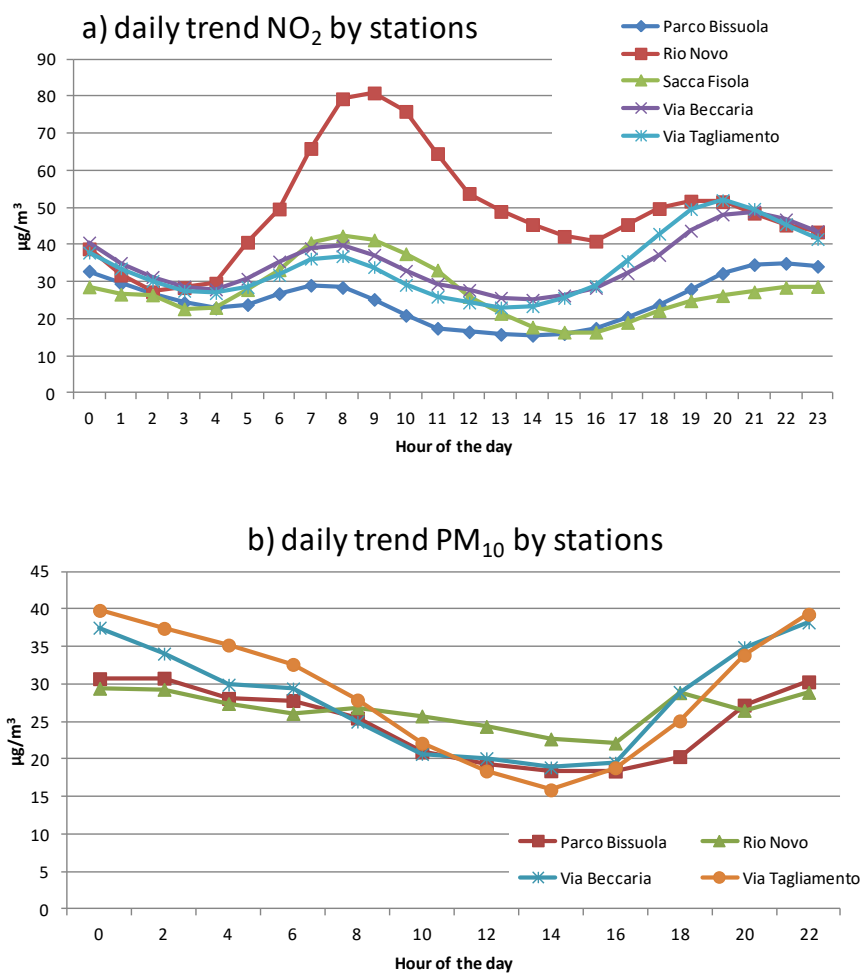 a) daily trend NO2 by stations
Parco Bissuola
Rio Novo
Sacca Fisola
Via Beccaria
Via Tagliamento
90
80
70
60
50
40
30
20
10
0
µg/m³
0 1 2 3 4 5 6 7 8 9 10 11 12 13 14 15 16 17 18 19 20 21 22 23
Hour of the day
b) daily trend PM10 by stations
45
40
35
30
25
20
15
10
5
0
µg/m³
Parco Bissuola Rio Novo
Via Beccaria Via Tagliamento
0 2 4 6 8 10 12 14 16 18 20 22
Hour of the day